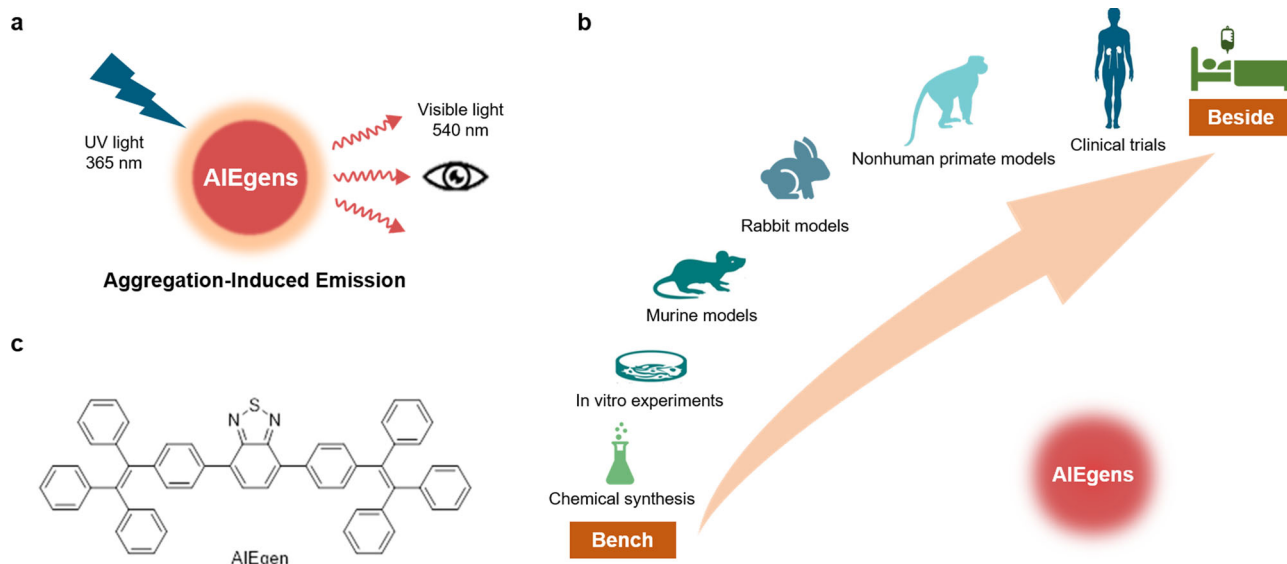 a
UV light
365 nm
AIEgens
Visible light
540 nm
Aggregation-Induced Emission
b
Beside
Clinical trials
Nonhuman primate models
Rabbit models
Murine models
In vitro experiments
Chemical synthesis
Bench
AIEgens
c
S
N N
AIEgen